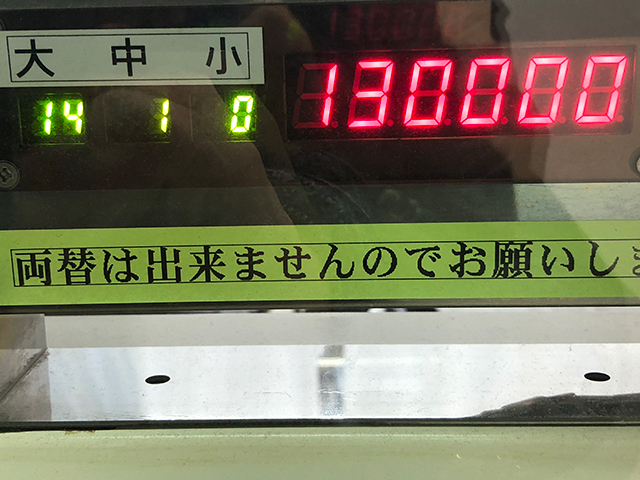 大 中 小
14 1 0
130000
両替は出来ませんのでお願いしま